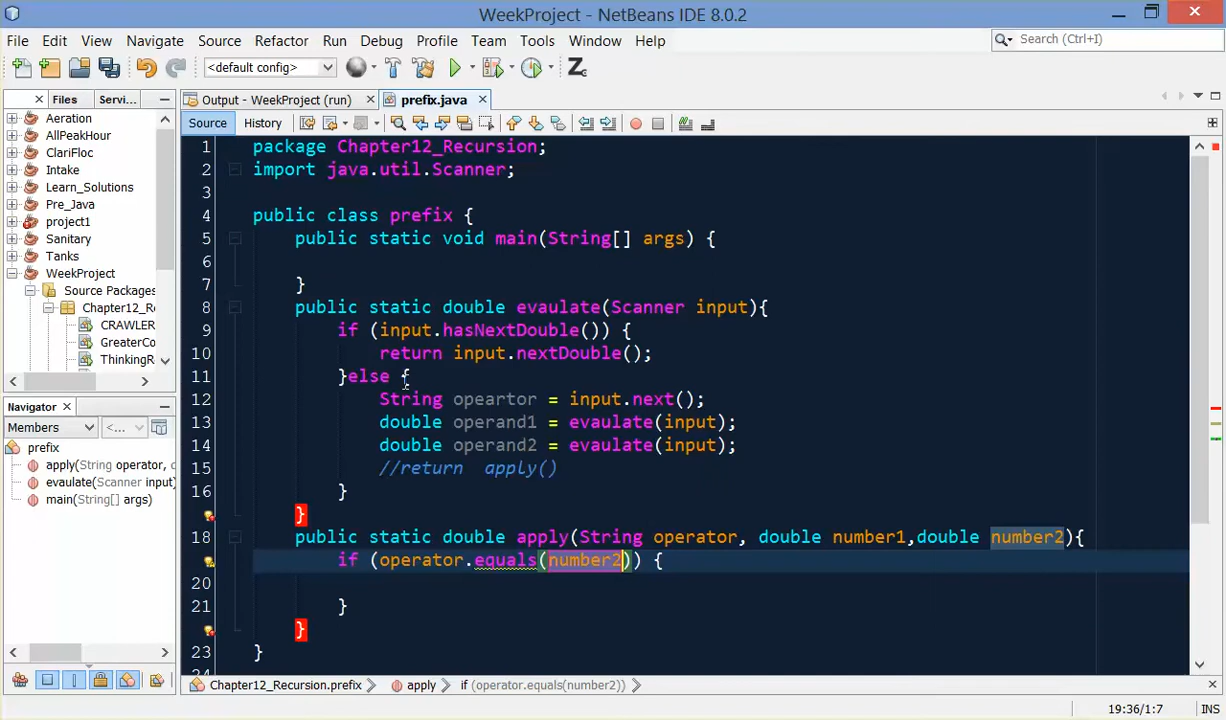 WeekProject - NetBeans IDE 8.0.2
File Edit View Navigate Source Refactor Run Debug Profile Team Tools Window Help
Search (Ctrl+I)
<default config>
Files Servi...
Output - WeekProject (run) prefix.java
Source History
Aeration
AllPeakHour
ClariFloc
Intake
Learn_Solutions
Pre_Java
project1
Sanitary
Tanks
WeekProject
Source Packages
Chapter12_Re
CRAWLER
GreaterCo
ThinkingR
Navigator
Members <...
prefix
apply(String operator, d
evaulate(Scanner input)
main(String[] args)
1 package Chapter12_Recursion;
2 import java.util.Scanner;
3
4 public class prefix {
5 public static void main(String[] args) {
6
7 }
8 public static double evaulate(Scanner input){
9 if (input.hasNextDouble()) {
10 return input.nextDouble();
11 }else {
12 String opeartor = input.next();
13 double operand1 = evaulate(input);
14 double operand2 = evaulate(input);
15 //return apply()
16 }
}
18 public static double apply(String operator, double number1,double number2){
if (operator.equals(number2)) {
20
21 }
}
23 }
24
Chapter12_Recursion.prefix apply if (operator.equals(number2))
19:36/1:7 INS